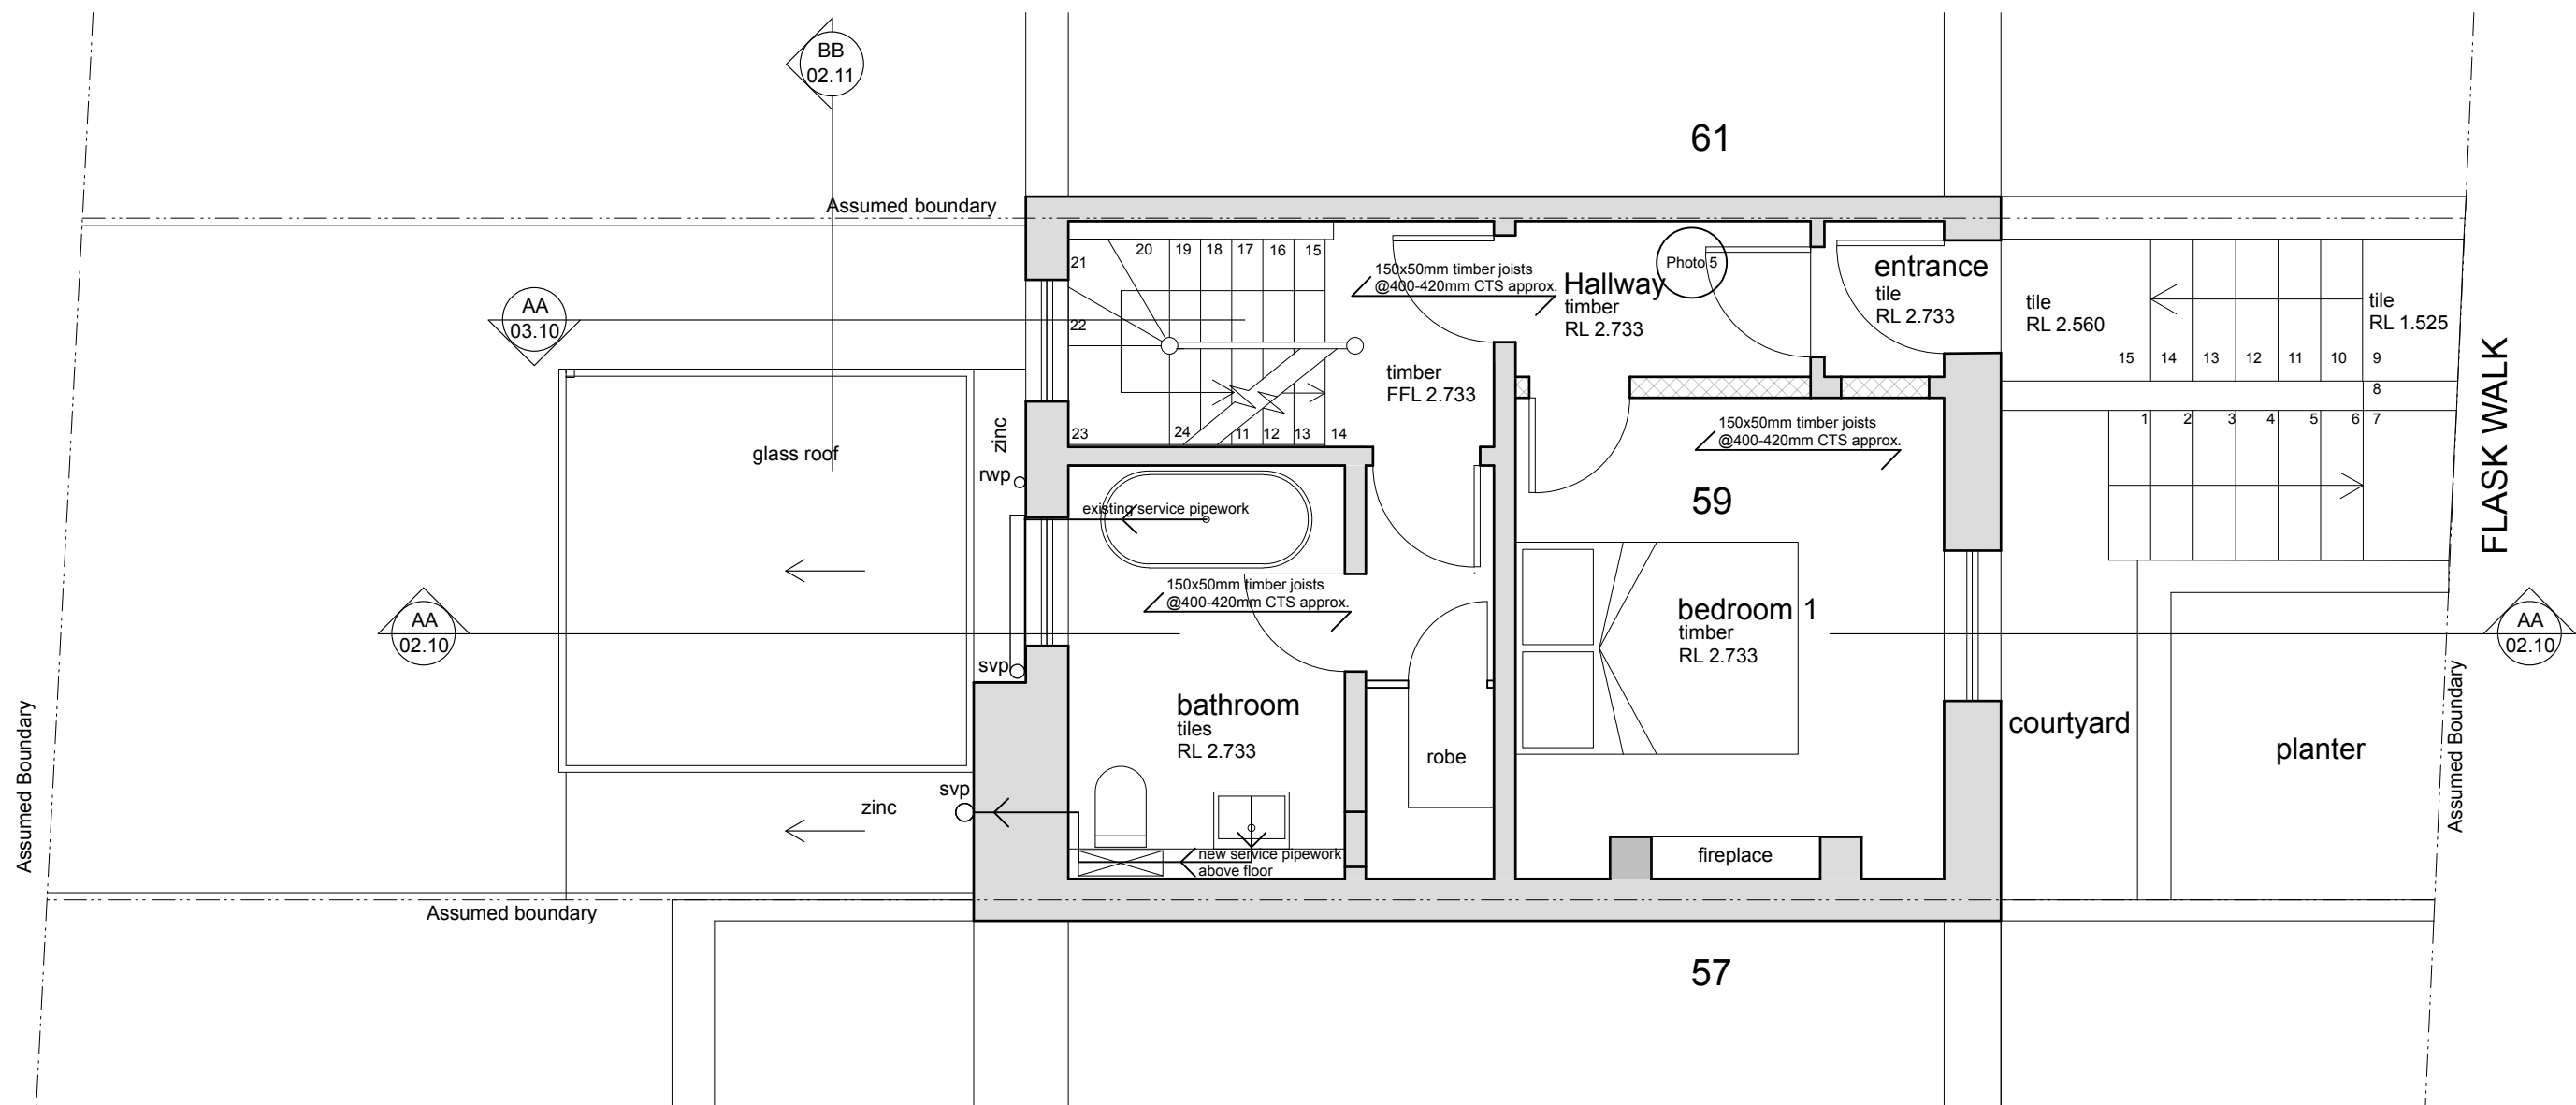 BB
02.11
61
Assumed boundary
21
20
19
18
17
16
15
150x50mm timber joists
@400-420mm CTS approx.
Hallway
timber
RL 2.733
Photo 5
entrance
tile
RL 2.733
tile
RL 2.560
tile
RL 1.525
AA
03.10
22
15
14
13
12
11
10
9
8
timber
FFL 2.733
FLASK WALK
23
24
11
12
13
14
150x50mm timber joists
@400-420mm CTS approx.
1
2
3
4
5
6
7
glass roof
zinc
rwp
existing service pipework
59
150x50mm timber joists
@400-420mm CTS approx.
bedroom 1
timber
RL 2.733
AA
02.10
AA
02.10
svp
bathroom
tiles
RL 2.733
robe
courtyard
planter
Assumed Boundary
Assumed Boundary
svp
zinc
new service pipework
above floor
fireplace
Assumed boundary
57